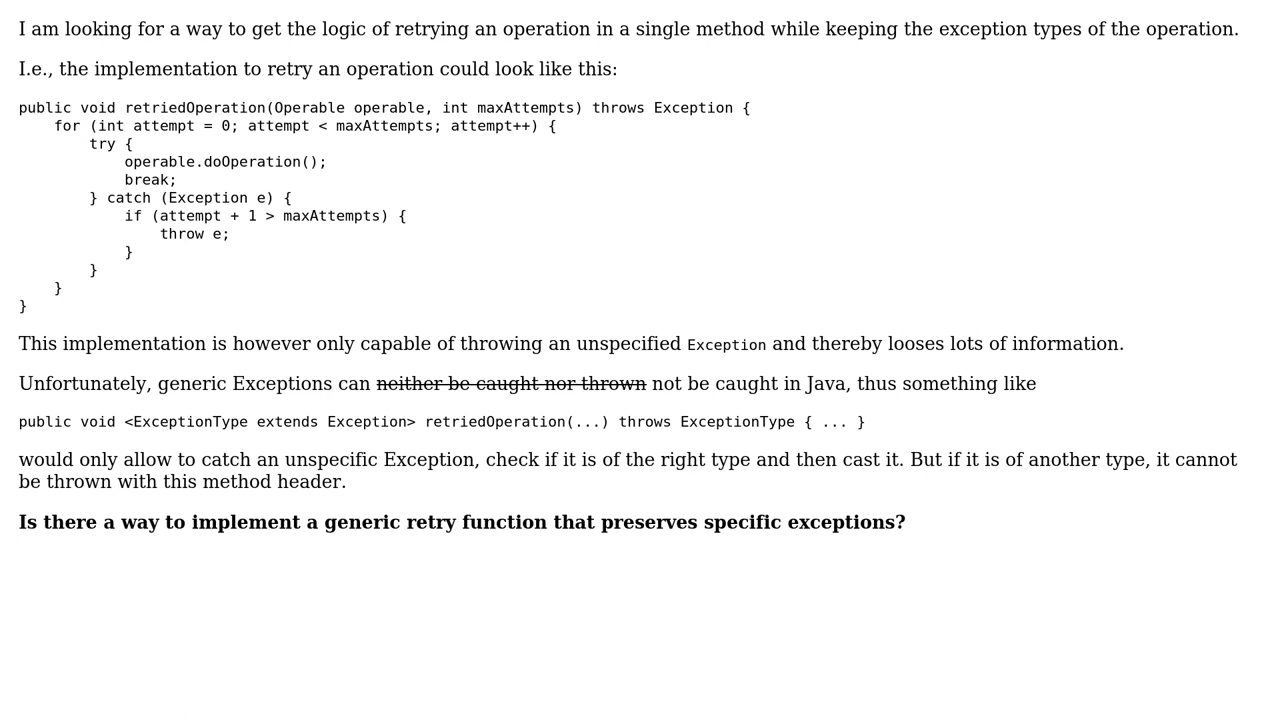 I am looking for a way to get the logic of retrying an operation in a single method while keeping the exception types of the operation.
I.e., the implementation to retry an operation could look like this:
public void retriedOperation(Operable operable, int maxAttempts) throws Exception {
    for (int attempt = 0; attempt < maxAttempts; attempt++) {
        try {
            operable.doOperation();
            break;
        } catch (Exception e) {
            if (attempt + 1 > maxAttempts) {
                throw e;
            }
        }
    }
}
This implementation is however only capable of throwing an unspecified Exception and thereby looses lots of information.
Unfortunately, generic Exceptions can neither be caught nor thrown not be caught in Java, thus something like
public void <ExceptionType extends Exception> retriedOperation(...) throws ExceptionType { ... }
would only allow to catch an unspecific Exception, check if it is of the right type and then cast it. But if it is of another type, it cannot
be thrown with this method header.
Is there a way to implement a generic retry function that preserves specific exceptions?